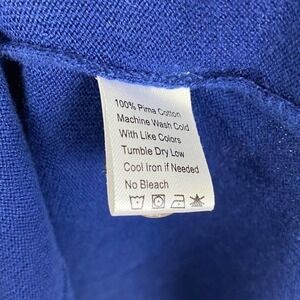 100% Pima Cotton
Machine Wash Cold
With Like Colors
Tumble Dry Low
Cool Iron if Needed
No Bleach